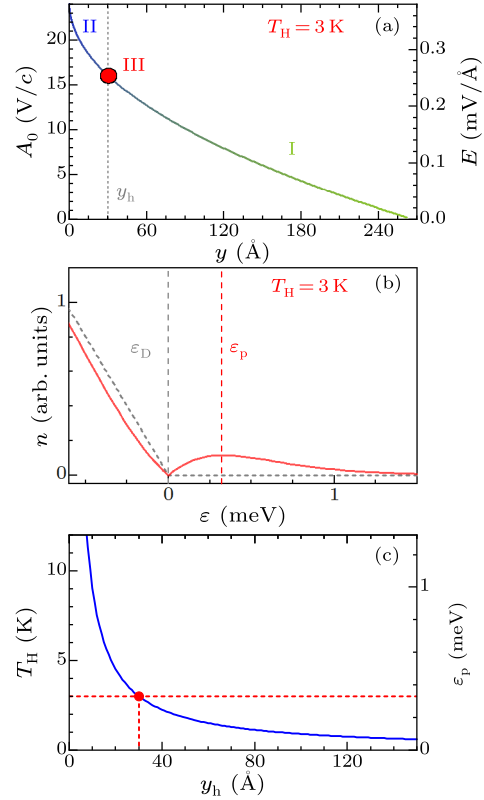 (a)
II
T_H = 3 K
III
I
y_h
20
15
10
5
0
A₀ (V/c)
0.3
0.2
0.1
0.0
E (mV/Å)
0 60 120 180 240
y (Å)
(b)
T_H = 3 K
ε_D
ε_p
1
0
n (arb. units)
0 1
ε (meV)
(c)
10
5
0
T_H (K)
1
0
ε_p (meV)
0 40 80 120
y_h (Å)